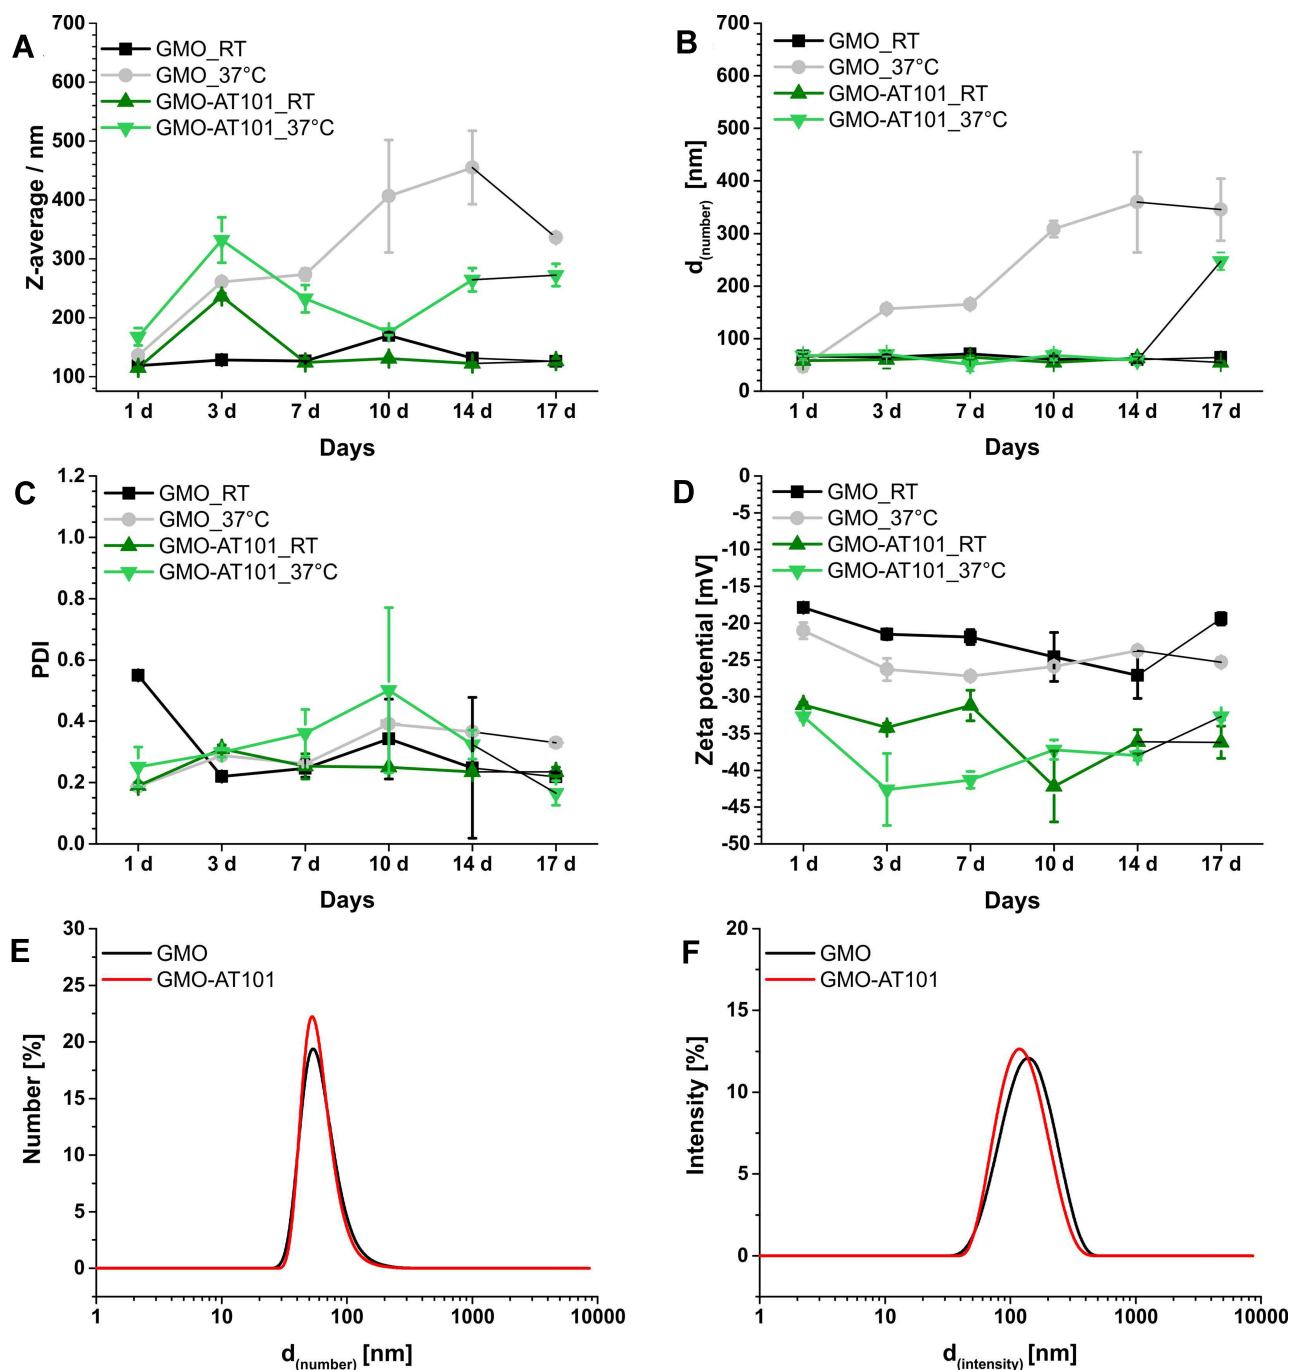 A
Z-average / nm
700
600
500
400
300
200
100
GMO_RT
GMO_37°C
GMO-AT101_RT
GMO-AT101_37°C
1 d 3 d 7 d 10 d 14 d 17 d
Days
B
d(number) [nm]
700
600
500
400
300
200
100
0
GMO_RT
GMO_37°C
GMO-AT101_RT
GMO-AT101_37°C
1 d 3 d 7 d 10 d 14 d 17 d
Days
C
PDI
1.2
1.0
0.8
0.6
0.4
0.2
0.0
GMO_RT
GMO_37°C
GMO-AT101_RT
GMO-AT101_37°C
1 d 3 d 7 d 10 d 14 d 17 d
Days
D
Zeta potential [mV]
0
-5
-10
-15
-20
-25
-30
-35
-40
-45
-50
GMO_RT
GMO_37°C
GMO-AT101_RT
GMO-AT101_37°C
1 d 3 d 7 d 10 d 14 d 17 d
Days
E
Number [%]
30
25
20
15
10
5
0
GMO
GMO-AT101
1 10 100 1000 10000
d(number) [nm]
F
Intensity [%]
20
15
10
5
0
GMO
GMO-AT101
1 10 100 1000 10000
d(intensity) [nm]